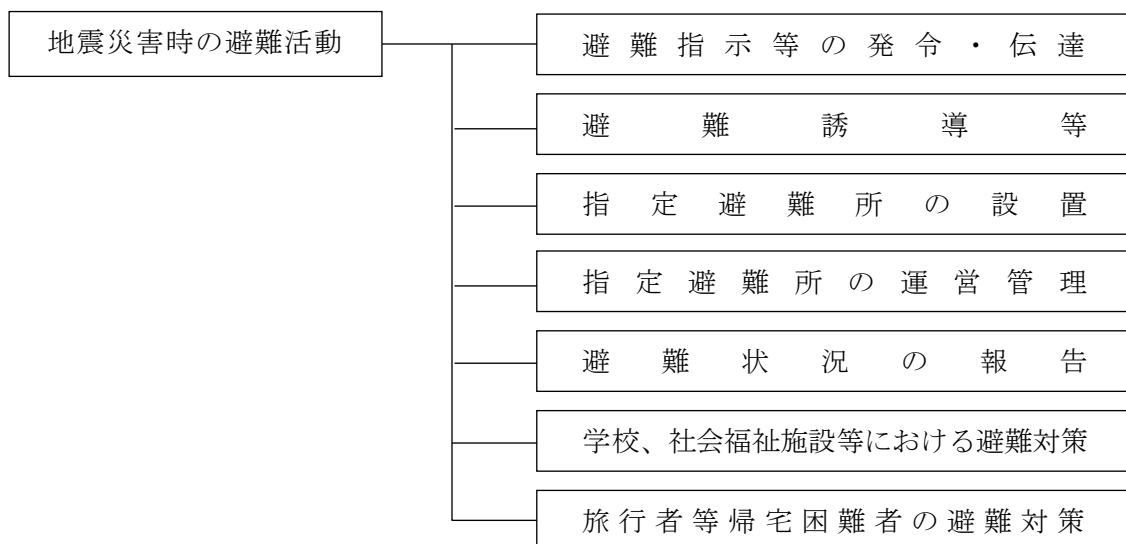 地震災害時の避難活動
避難指示等の発令・伝達
避難誘導等
指定避難所の設置
指定避難所の運営管理
避難状況の報告
学校、社会福祉施設等における避難対策
旅行者等帰宅困難者の避難対策